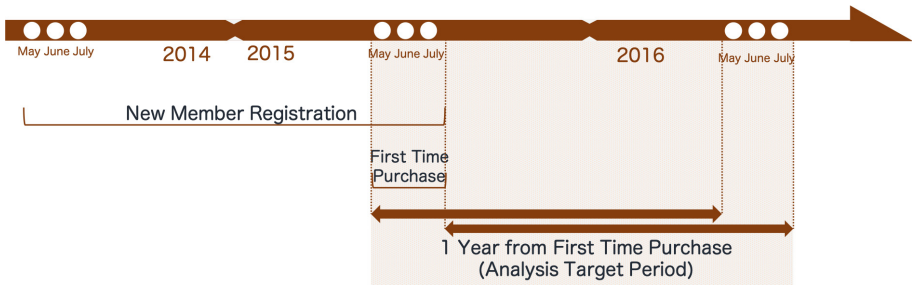 May June July
2014
2015
May June July
2016
May June July
New Member Registration
First Time
Purchase
1 Year from First Time Purchase
(Analysis Target Period)